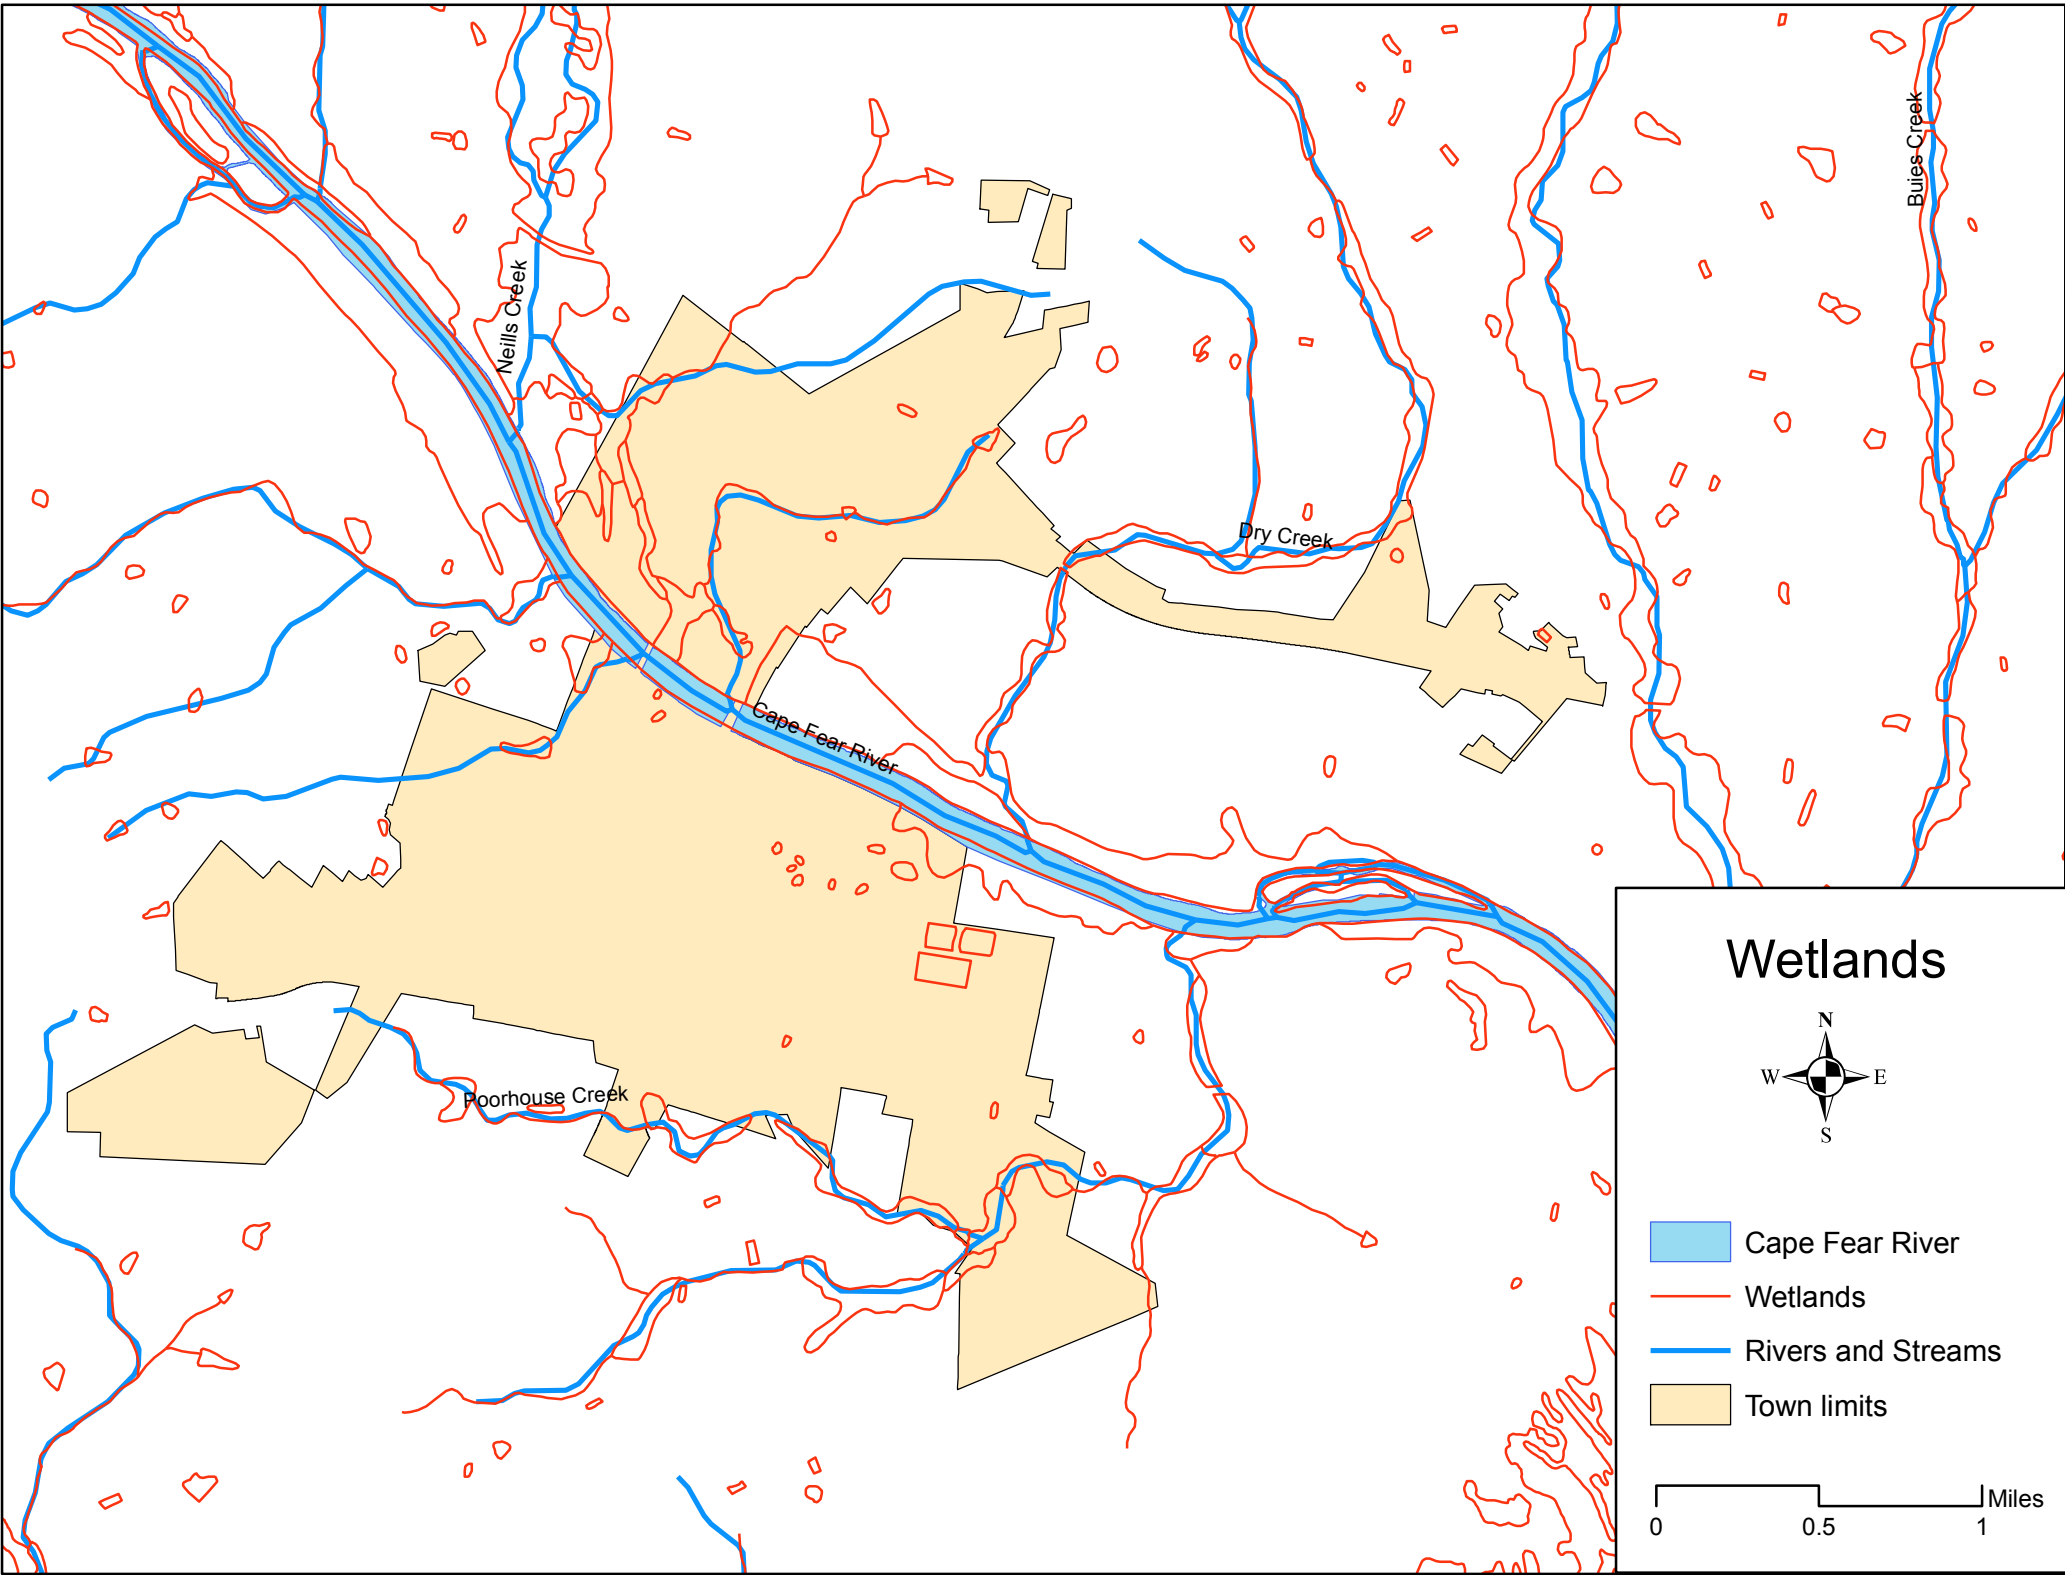 Buies Creek
Neills Creek
Dry Creek
Cape Fear River
Poorhouse Creek
Wetlands
N
W E
S
Cape Fear River
Wetlands
Rivers and Streams
Town limits
Miles
0 0.5 1